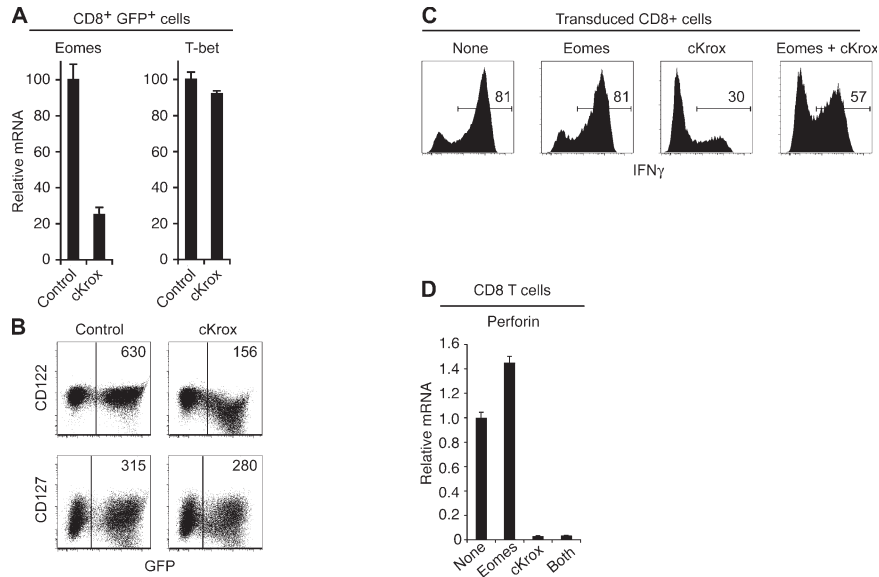 A
CD8+ GFP+ cells
Eomes
T-bet
Relative mRNA
100
80
60
40
20
0
Control
cKrox
100
80
60
40
20
0
Control
cKrox
B
Control
cKrox
CD122
630
156
CD127
315
280
GFP
C
Transduced CD8+ cells
None
Eomes
cKrox
Eomes + cKrox
81
81
30
57
IFNγ
D
CD8 T cells
Perforin
Relative mRNA
1.6
1.4
1.2
1.0
0.8
0.6
0.4
0.2
0
None
Eomes
cKrox
Both